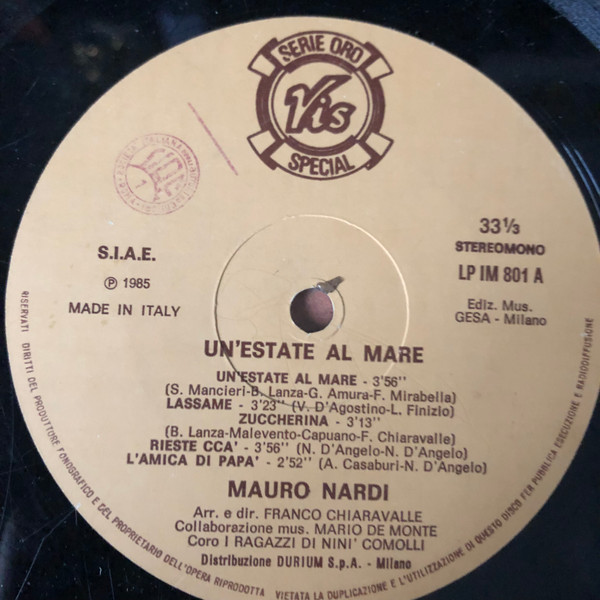 SERIE ORO
Vis
SPECIAL
S.I.A.E.
℗ 1985
MADE IN ITALY
33 1/3
STEREOMONO
LP IM 801 A
Ediz. Mus.
GESA - Milano
UN'ESTATE AL MARE
UN'ESTATE AL MARE - 3'56''
(S. Mancieri-B. Lanza-G. Amura-F. Mirabella)
LASSAME - 3'23'' (V. D'Agostino-L. Finizio)
ZUCCHERINA - 3'13''
(B. Lanza-Malevento-Capuano-F. Chiaravalle)
RIESTE CCA' - 3'56'' (N. D'Angelo-N. D'Angelo)
L'AMICA DI PAPA' - 2'52'' (A. Casaburi-N. D'Angelo)
MAURO NARDI
Arr. e dir. FRANCO CHIARAVALLE
Collaborazione mus. MARIO DE MONTE
Coro I RAGAZZI DI NINI' COMOLLI
Distribuzione DURIUM S.p.A. - Milano
RISERVATI DIRITTI DEL PRODUTTORE FONOGRAFICO E DEL PROPRIETARIO DELL'OPERA RIPRODOTTA VIETATA LA DUPLICAZIONE E L'UTILIZZAZIONE DI QUESTO DISCO PER PUBBLICA ESECUZIONE E RADIODIFFUSIONE